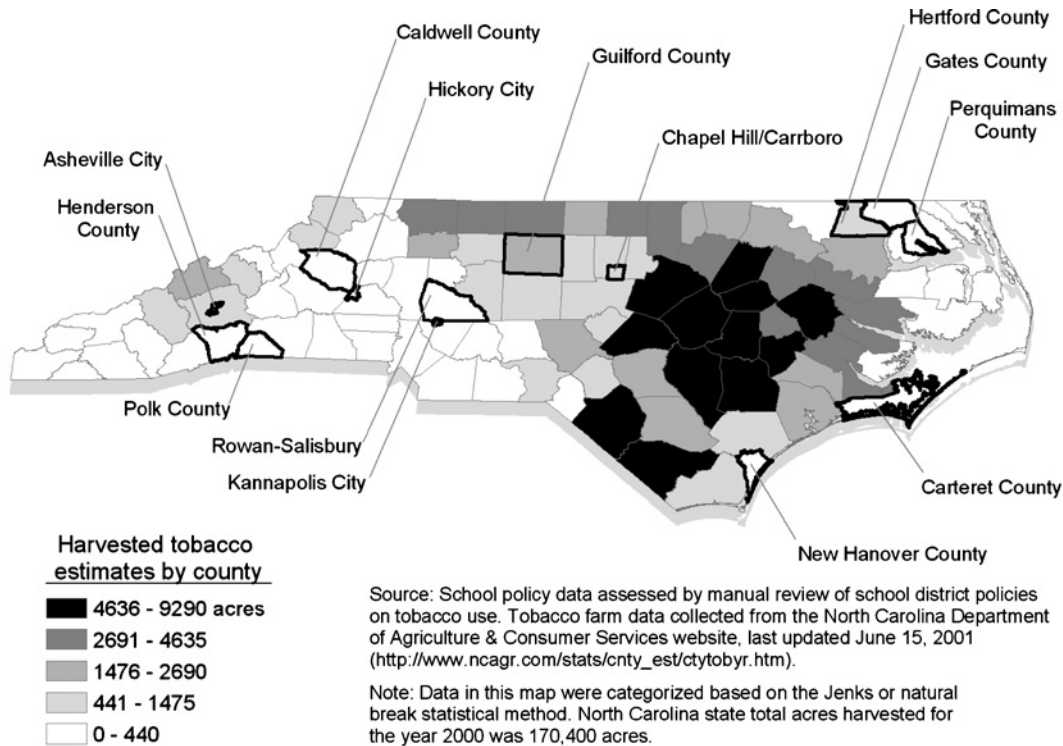 Hertford County
Caldwell County
Guilford County
Gates County
Hickory City
Perquimans
County
Chapel Hill/Carrboro
Asheville City
Henderson
County
Polk County
Rowan-Salisbury
Kannapolis City
Carteret County
New Hanover County
Harvested tobacco
estimates by county
4636 - 9290 acres
2691 - 4635
1476 - 2690
441 - 1475
0 - 440
Source: School policy data assessed by manual review of school district policies
on tobacco use. Tobacco farm data collected from the North Carolina Department
of Agriculture & Consumer Services website, last updated June 15, 2001
(http://www.ncagr.com/stats/cnty_est/ctytobyr.htm).
Note: Data in this map were categorized based on the Jenks or natural
break statistical method. North Carolina state total acres harvested for
the year 2000 was 170,400 acres.